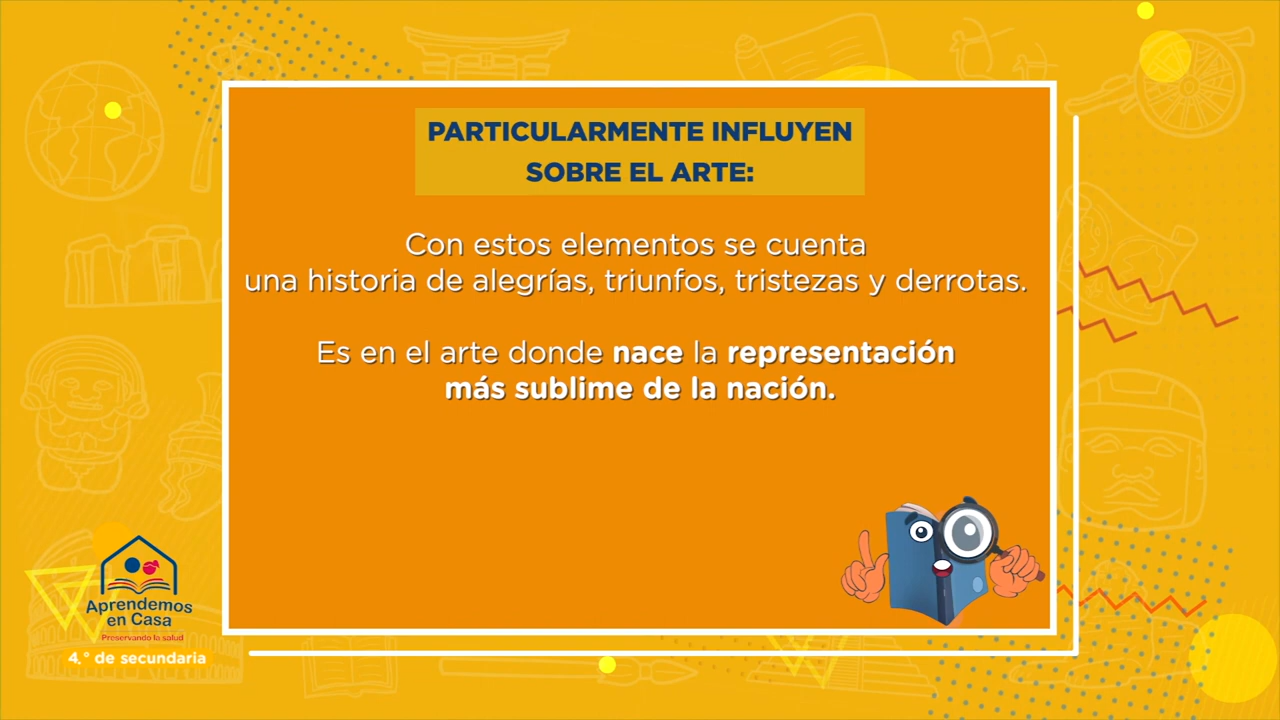 PARTICULARMENTE INFLUYEN
SOBRE EL ARTE:
Con estos elementos se cuenta
una historia de alegrías, triunfos, tristezas y derrotas.
Es en el arte donde nace la representación
más sublime de la nación.
Aprendemos
en Casa
Preservando la salud
4.° de secundaria